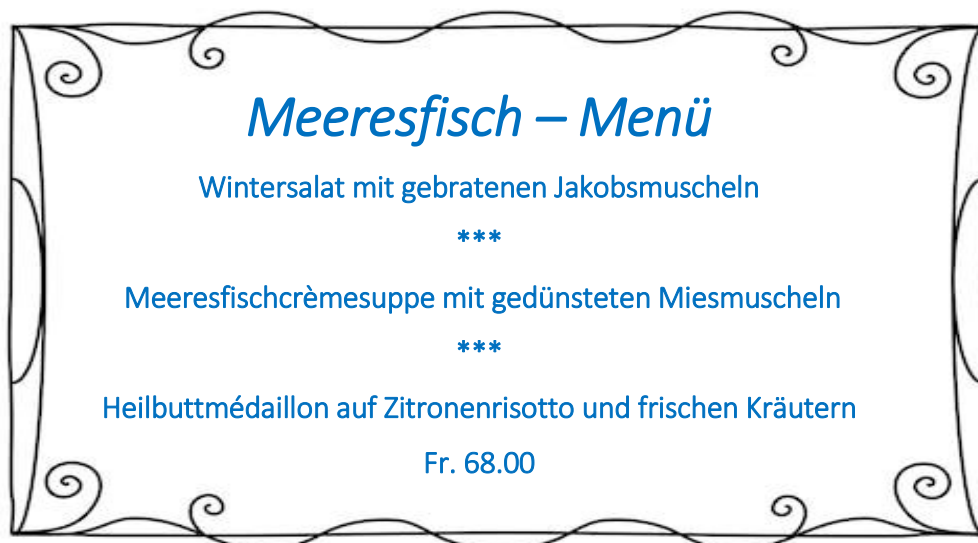 Meeresfisch – Menü
Wintersalat mit gebratenen Jakobsmuscheln
***
Meeresfischcrèmesuppe mit gedünsteten Miesmuscheln
***
Heilbuttmédaillon auf Zitronenrisotto und frischen Kräutern
Fr. 68.00